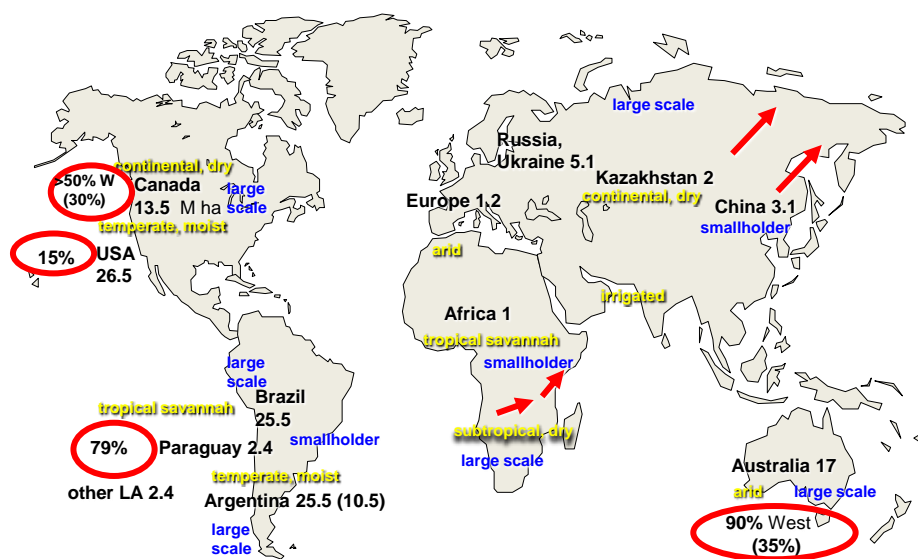 large scale
Russia,
Ukraine 5.1
continental, dry
>50% W
(30%)
Canada
13.5 M ha
large
scale
Kazakhstan 2
continental, dry
Europe 1.2
China 3.1
smallholder
temperate, moist
15%
USA
26.5
arid
irrigated
Africa 1
tropical savannah
smallholder
large
scale
Brazil
25.5
tropical savannah
subtropical, dry
smallholder
79%
Paraguay 2.4
large scale
Australia 17
temperate, moist
other LA 2.4
Argentina 25.5 (10.5)
arid
large scale
large
scale
90% West
(35%)